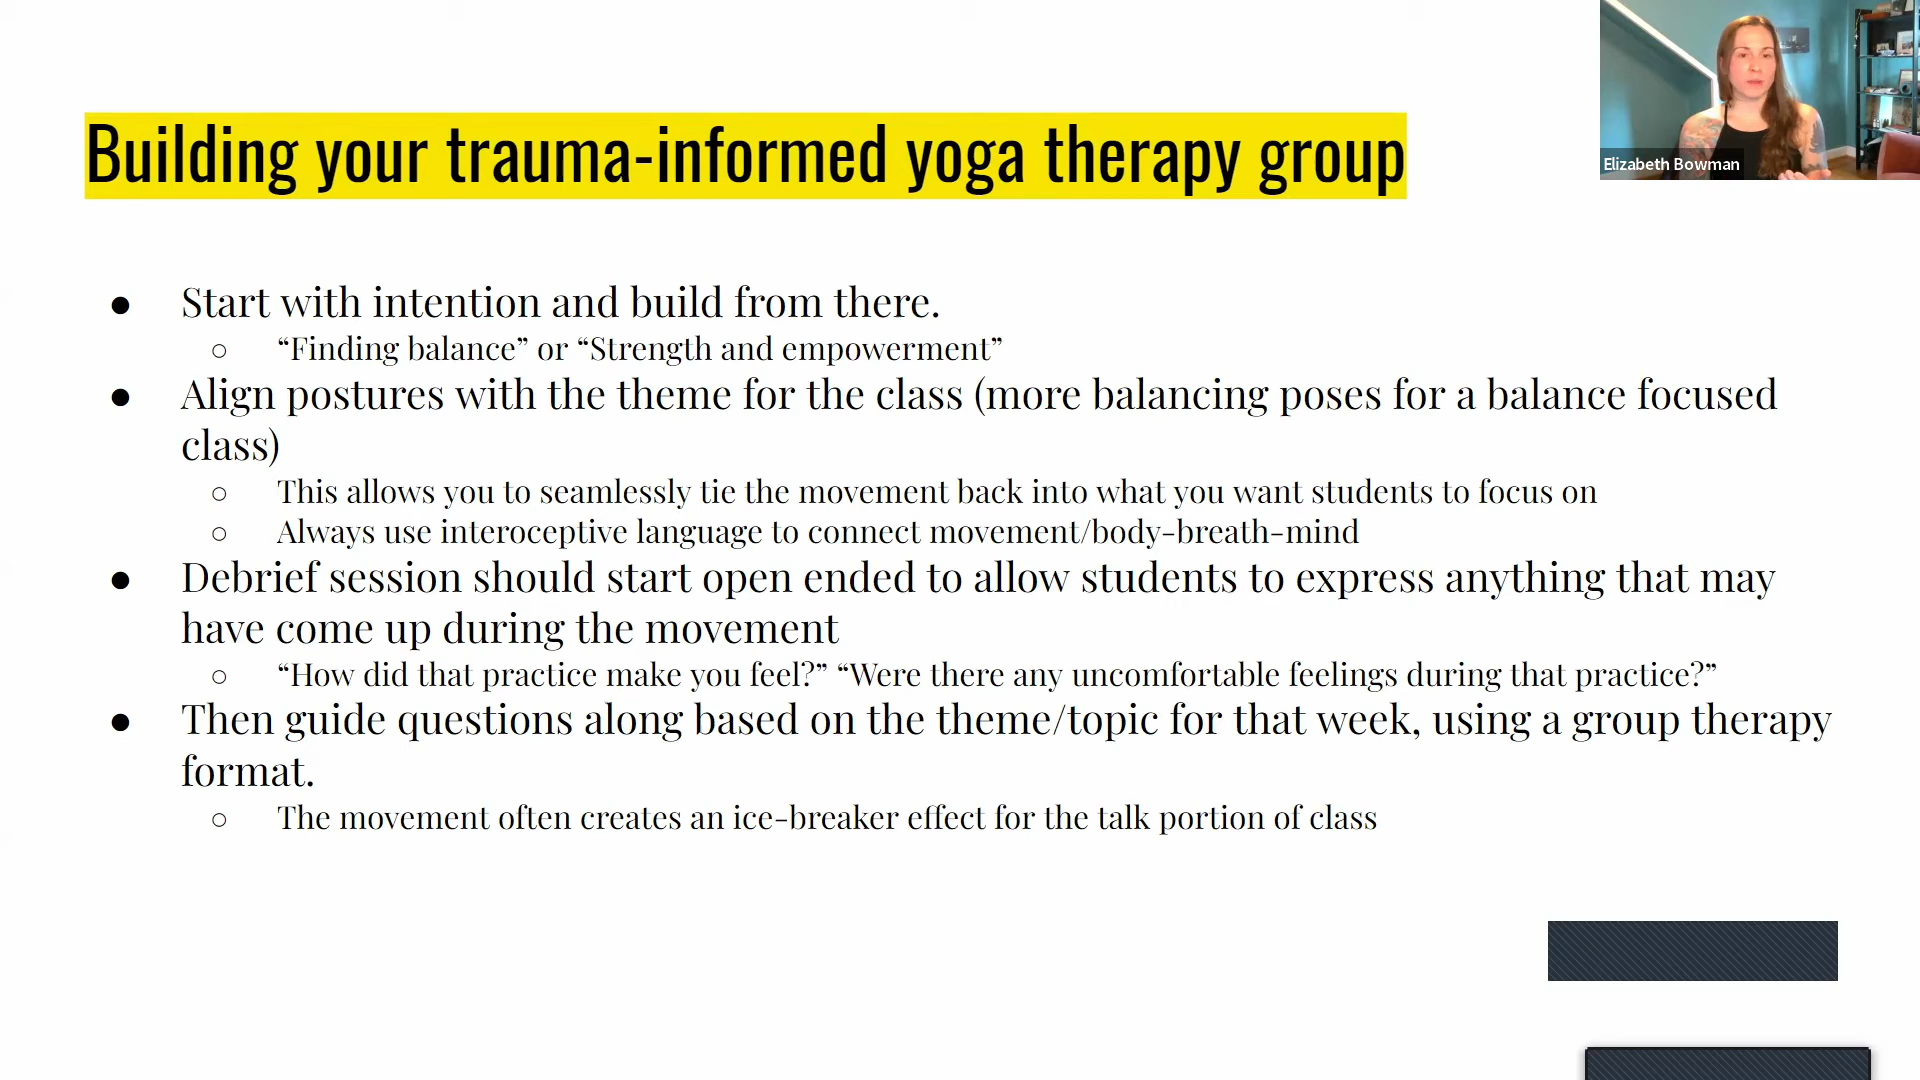 Building your trauma-informed yoga therapy group
Elizabeth Bowman
● Start with intention and build from there.
○ “Finding balance” or “Strength and empowerment”
● Align postures with the theme for the class (more balancing poses for a balance focused
class)
○ This allows you to seamlessly tie the movement back into what you want students to focus on
○ Always use interoceptive language to connect movement/body-breath-mind
● Debrief session should start open ended to allow students to express anything that may
have come up during the movement
○ “How did that practice make you feel?” “Were there any uncomfortable feelings during that practice?”
● Then guide questions along based on the theme/topic for that week, using a group therapy
format.
○ The movement often creates an ice-breaker effect for the talk portion of class